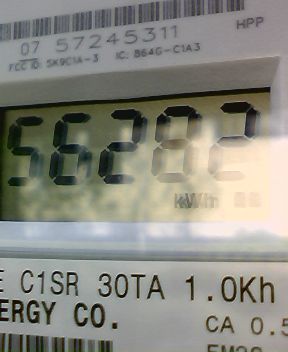 HPP
07 57245311
FCC ID: SK9C1A-3 IC: 864G-C1A3
56282
kWh
E C1SR 30TA 1.0Kh
ERGY CO.
CA 0.5